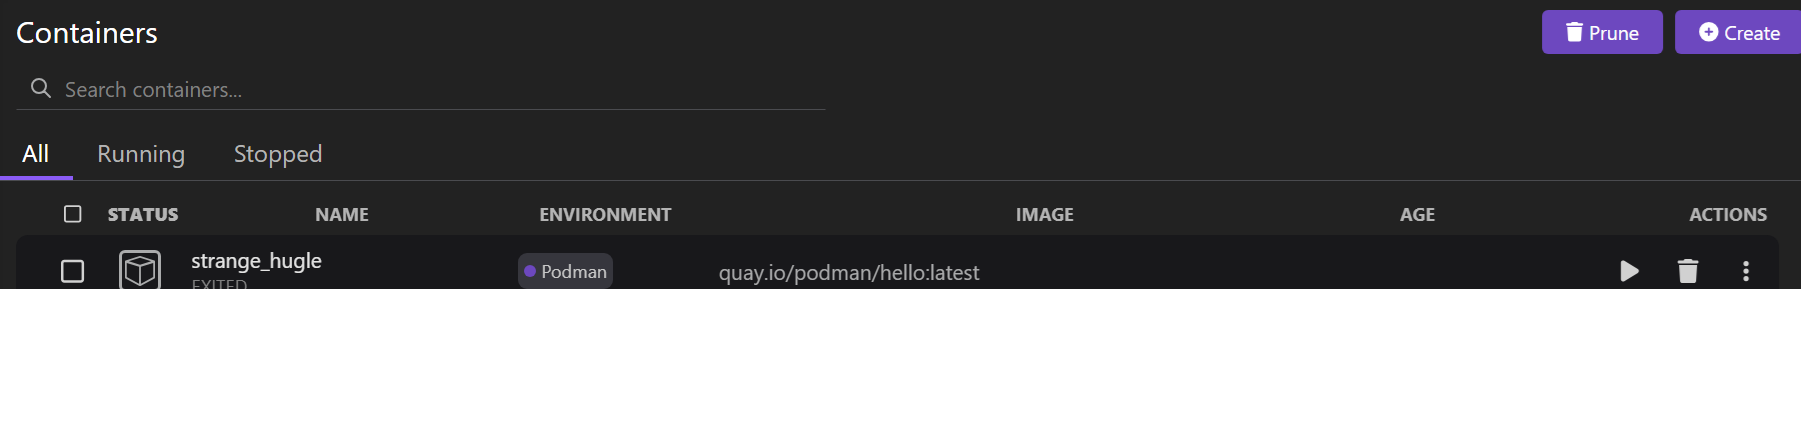 Containers
Prune
Create
Search containers...
All Running Stopped
STATUS NAME ENVIRONMENT IMAGE AGE ACTIONS
strange_hugle
EXITED
Podman
quay.io/podman/hello:latest